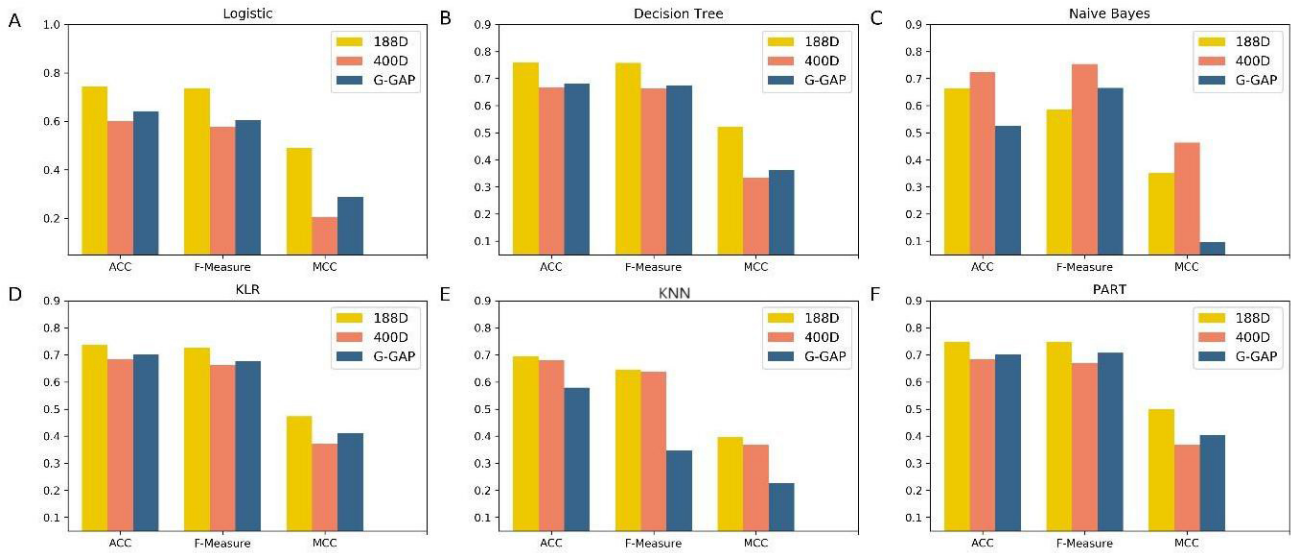 A
Logistic
1.0
0.8
0.6
0.4
0.2
188D
400D
G-GAP
ACC
F-Measure
MCC
B
Decision Tree
0.9
0.8
0.7
0.6
0.5
0.4
0.3
0.2
0.1
188D
400D
G-GAP
ACC
F-Measure
MCC
C
Naive Bayes
0.9
0.8
0.7
0.6
0.5
0.4
0.3
0.2
0.1
188D
400D
G-GAP
ACC
F-Measure
MCC
D
KLR
0.9
0.8
0.7
0.6
0.5
0.4
0.3
0.2
0.1
188D
400D
G-GAP
ACC
F-Measure
MCC
E
KNN
0.9
0.8
0.7
0.6
0.5
0.4
0.3
0.2
0.1
188D
400D
G-GAP
ACC
F-Measure
MCC
F
PART
0.9
0.8
0.7
0.6
0.5
0.4
0.3
0.2
0.1
188D
400D
G-GAP
ACC
F-Measure
MCC